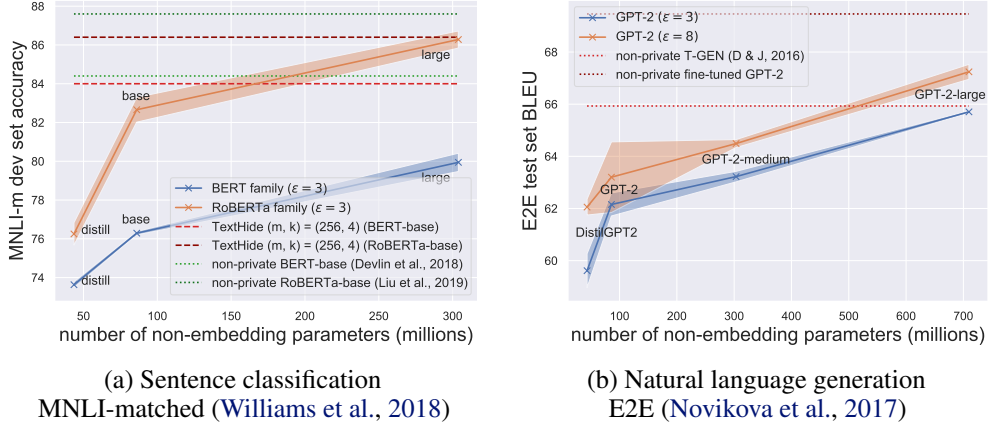 88
86
84
82
80
78
76
74
MNLI-m dev set accuracy
base
large
distill
base
large
distill
BERT family (ε = 3)
RoBERTa family (ε = 3)
TextHide (m, k) = (256, 4) (BERT-base)
TextHide (m, k) = (256, 4) (RoBERTa-base)
non-private BERT-base (Devlin et al., 2018)
non-private RoBERTa-base (Liu et al., 2019)
50 100 150 200 250 300
number of non-embedding parameters (millions)
(a) Sentence classification
MNLI-matched (Williams et al., 2018)
68
66
64
62
60
E2E test set BLEU
GPT-2 (ε = 3)
GPT-2 (ε = 8)
non-private T-GEN (D & J, 2016)
non-private fine-tuned GPT-2
GPT-2-large
GPT-2-medium
GPT-2
DistilGPT2
100 200 300 400 500 600 700
number of non-embedding parameters (millions)
(b) Natural language generation
E2E (Novikova et al., 2017)